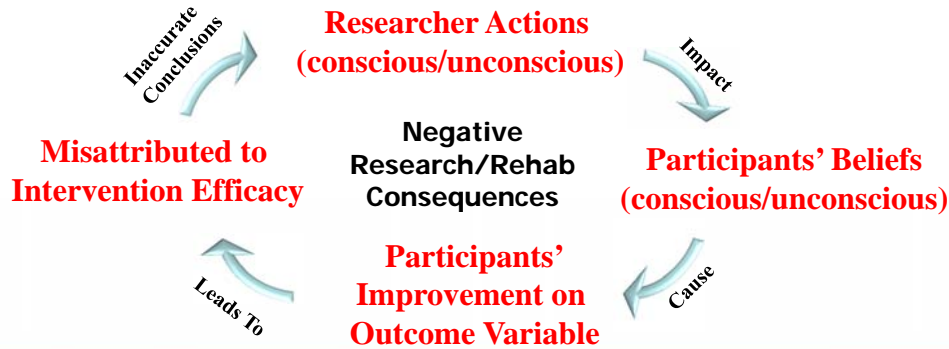 Researcher Actions
(conscious/unconscious)
Impact
Participants' Beliefs
(conscious/unconscious)
Cause
Participants'
Improvement on
Outcome Variable
Leads To
Misattributed to
Intervention Efficacy
Inaccurate
Conclusions
Negative
Research/Rehab
Consequences